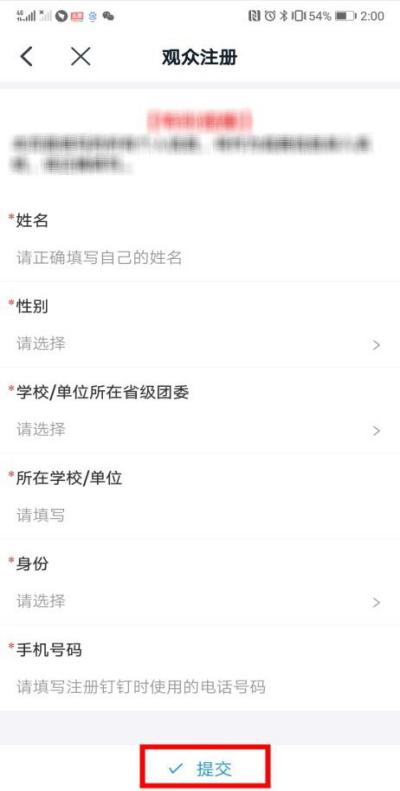 54% 2:00
观众注册
*姓名
请正确填写自己的姓名
*性别
请选择
*学校/单位所在省级团委
请选择
*所在学校/单位
请填写
*身份
请选择
*手机号码
请填写注册钉钉时使用的电话号码
提交